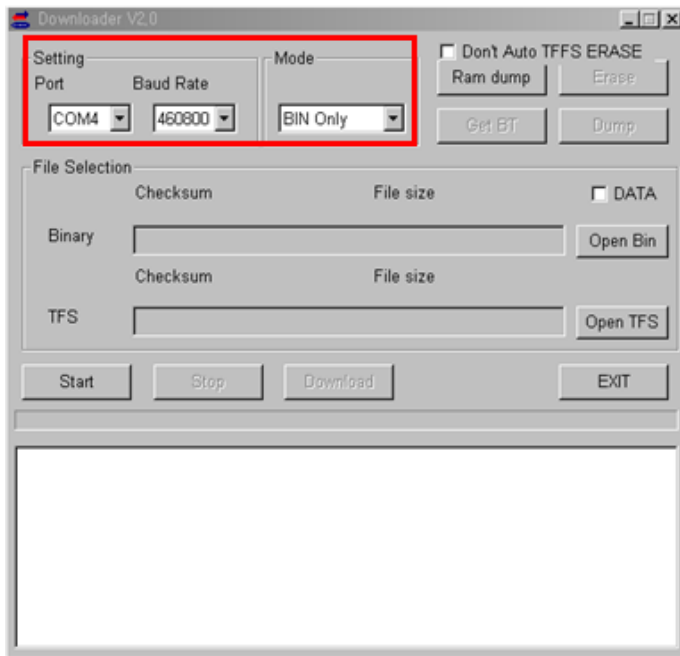 Downloader V2,0
Setting
Mode
Don't Auto TFFS ERASE
Port
Baud Rate
Ram dump
Erase
COM4
460800
BIN Only
Get BT
Dump
File Selection
Checksum
File size
DATA
Binary
Open Bin
Checksum
File size
TFS
Open TFS
Start
Stop
Download
EXIT